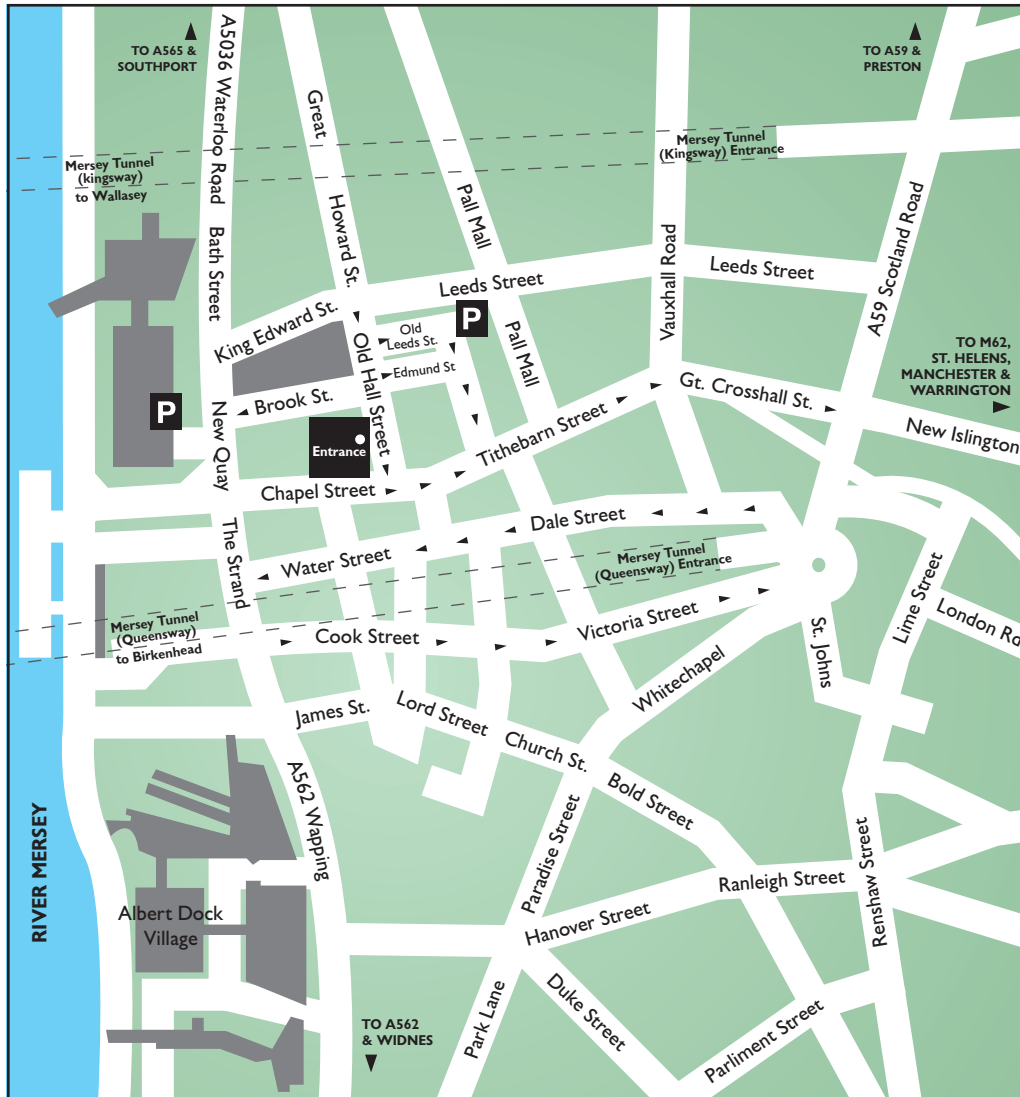 TO A565 &
SOUTHPORT
A5036 Waterloo Road
Great
Howard St.
TO A59 &
PRESTON
Mersey Tunnel
(Kingsway) Entrance
Mersey Tunnel
(kingsway)
to Wallasey
Bath Street
Pall Mall
Vauxhall Road
A59 Scotland Road
Leeds Street
Leeds Street
King Edward St.
Old
Leeds St.
P
Pall Mall
Edmund St
Old Hall Street
TO M62,
ST. HELENS,
MANCHESTER &
WARRINGTON
Gt. Crosshall St.
New Islington
P
Brook St.
New Quay
Entrance
Tithebarn Street
Chapel Street
Dale Street
The Strand
Water Street
Mersey Tunnel
(Queensway) Entrance
Lime Street
London Rd
Mersey Tunnel
(Queensway)
to Birkenhead
Cook Street
Victoria Street
St. Johns
Whitechapel
James St.
Lord Street
Church St.
Bold Street
A562 Wapping
RIVER MERSEY
Paradise Street
Renshaw Street
Ranleigh Street
Albert Dock
Village
Hanover Street
Park Lane
Duke Street
Parliment Street
TO A562
& WIDNES